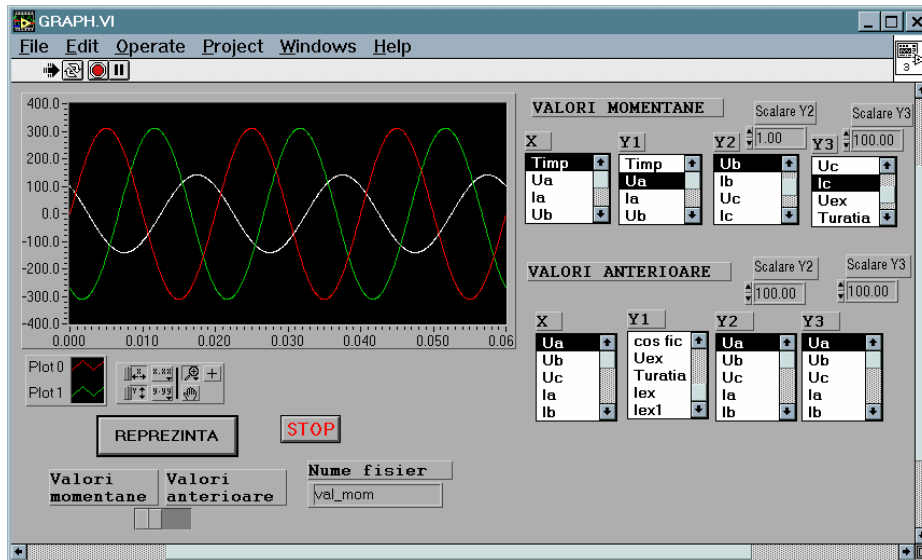 GRAPH.VI
File Edit Operate Project Windows Help
3
400.0
300.0
200.0
100.0
0.0
-100.0
-200.0
-300.0
-400.0
0.000 0.010 0.020 0.030 0.040 0.050 0.06
Plot 0
Plot 1
x.xx
y.yy
REPREZINTA
STOP
Valori momentane
Valori anterioare
Nume fisier
val_mom
VALORI MOMENTANE
Scalare Y2
1.00
Scalare Y3
100.00
X
Timp
Ua
Ia
Ub
Y1
Timp
Ua
Ia
Ub
Y2
Ub
Ib
Uc
Ic
Y3
Uc
Ic
Uex
Turatia
VALORI ANTERIOARE
Scalare Y2
100.00
Scalare Y3
100.00
X
Ua
Ub
Uc
Ia
Ib
Y1
cos fic
Uex
Turatia
Iex
Iex1
Y2
Ua
Ub
Uc
Ia
Ib
Y3
Ua
Ub
Uc
Ia
Ib